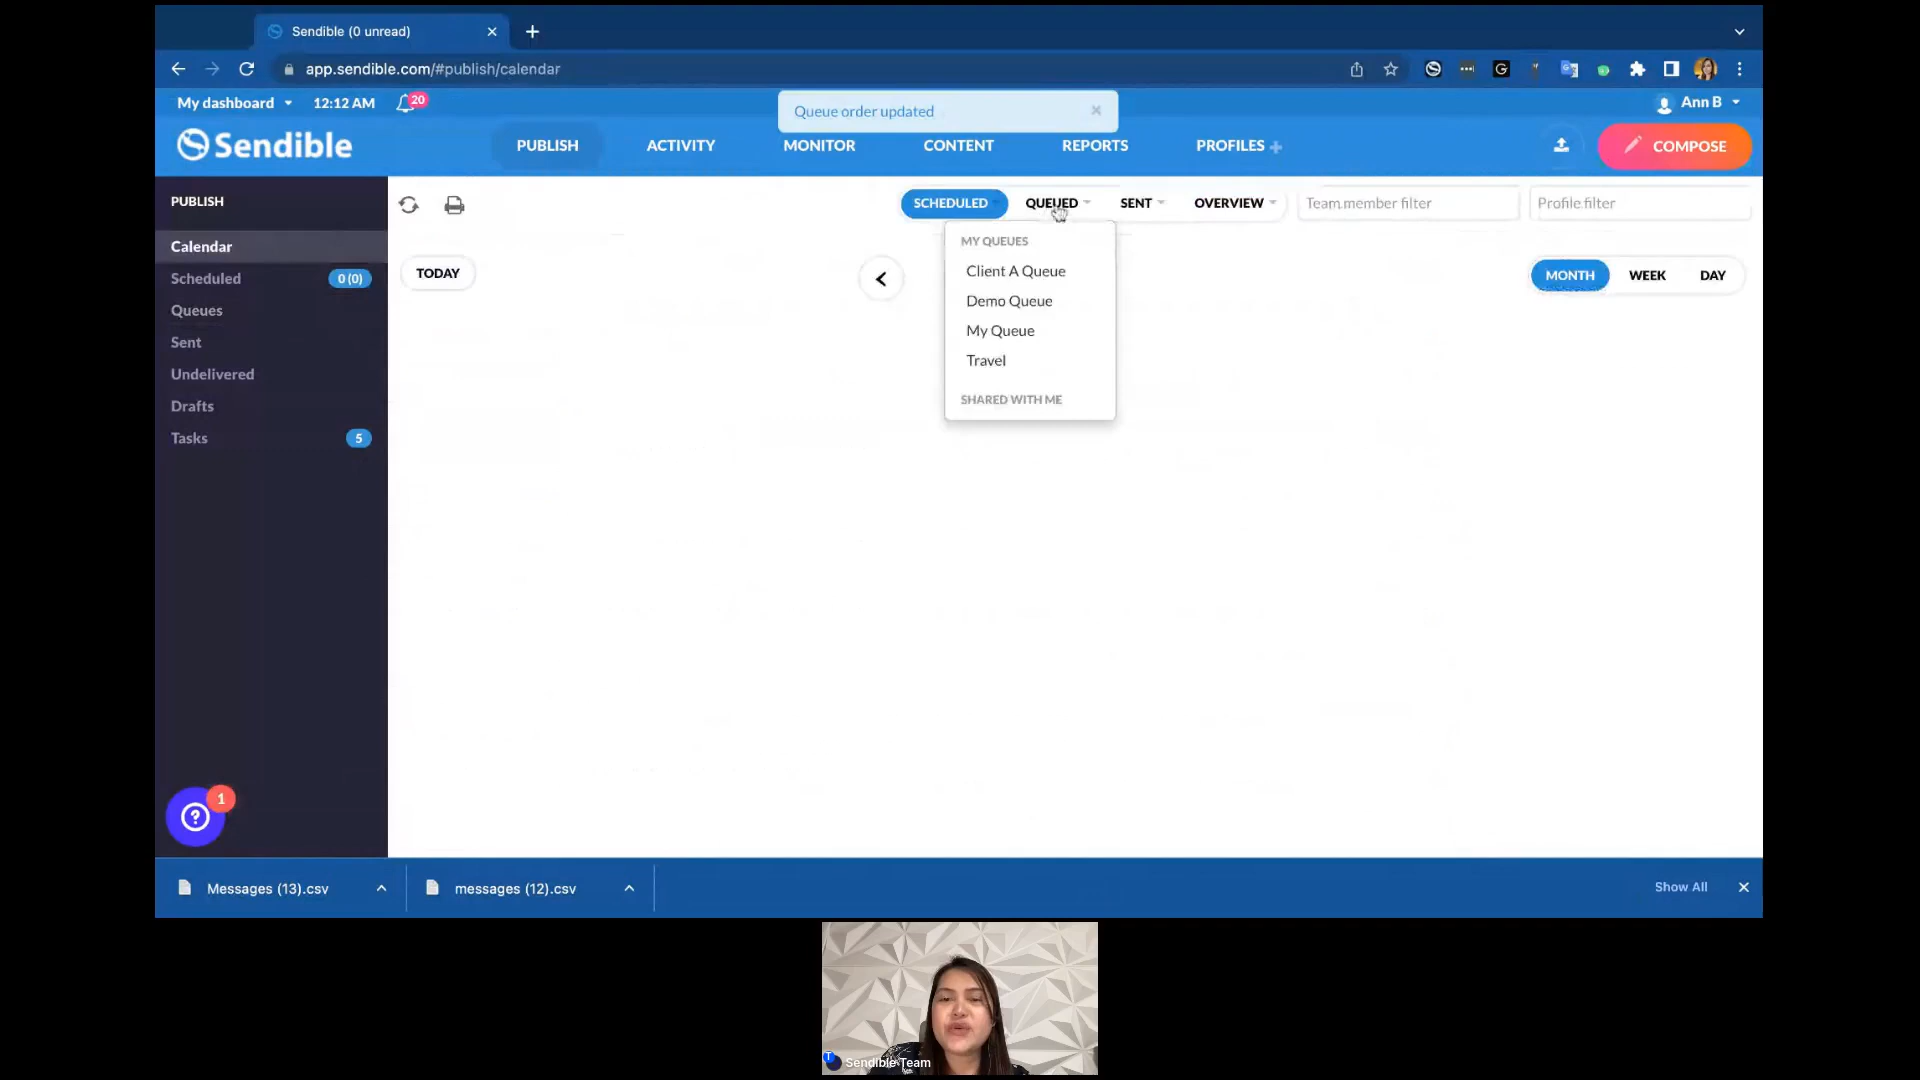 Sendible (0 unread)
app.sendible.com/#publish/calendar
My dashboard
12:12 AM
20
Queue order updated
Ann B
Sendible
PUBLISH
ACTIVITY
MONITOR
CONTENT
REPORTS
PROFILES
COMPOSE
PUBLISH
SCHEDULED
QUEUED
SENT
OVERVIEW
Team member filter
Profile filter
Calendar
Scheduled
0 (0)
Queues
Sent
Undelivered
Drafts
Tasks
5
TODAY
MONTH
WEEK
DAY
MY QUEUES
Client A Queue
Demo Queue
My Queue
Travel
SHARED WITH ME
1
Messages (13).csv
messages (12).csv
Show All
Sendible Team